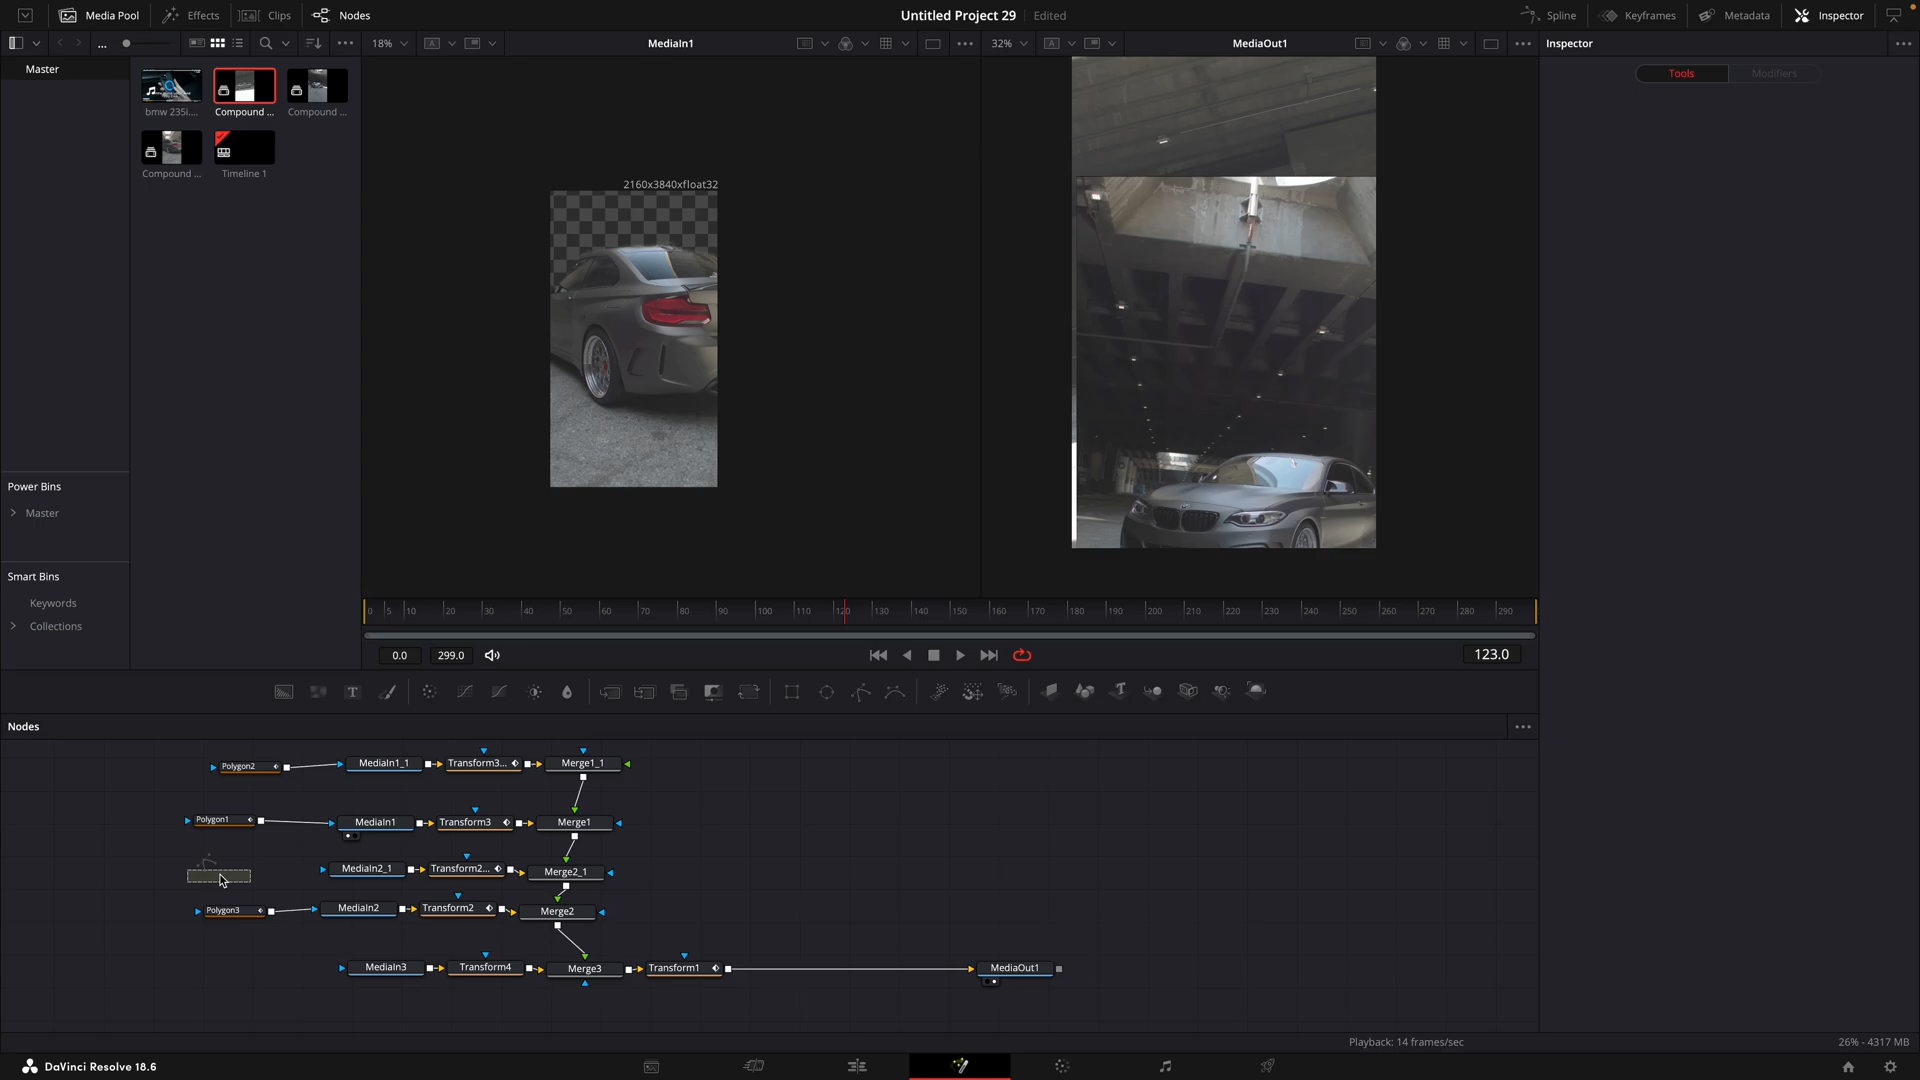 Media Pool
Effects
Clips
Nodes
Untitled Project 29
Edited
Spline
Keyframes
Metadata
Inspector
...
18%
MediaIn1
32%
MediaOut1
Inspector
Master
bmw 235i....
Compound ...
Compound ...
Compound ...
Timeline 1
Tools
Modifiers
2160x3840xfloat32
Power Bins
Master
Smart Bins
Keywords
Collections
0 5 10 20 30 40 50 60 70 80 90 100 110 120 130 140 150 160 170 180 190 200 210 220 230 240 250 260 270 280 290
0.0
299.0
123.0
T
Nodes
Polygon2
MediaIn1_1
Transform3...
Merge1_1
Polygon1
MediaIn1
Transform3
Merge1
MediaIn2_1
Transform2...
Merge2_1
Polygon3
MediaIn2
Transform2
Merge2
MediaIn3
Transform4
Merge3
Transform1
MediaOut1
Playback: 14 frames/sec
26% - 4317 MB
DaVinci Resolve 18.6